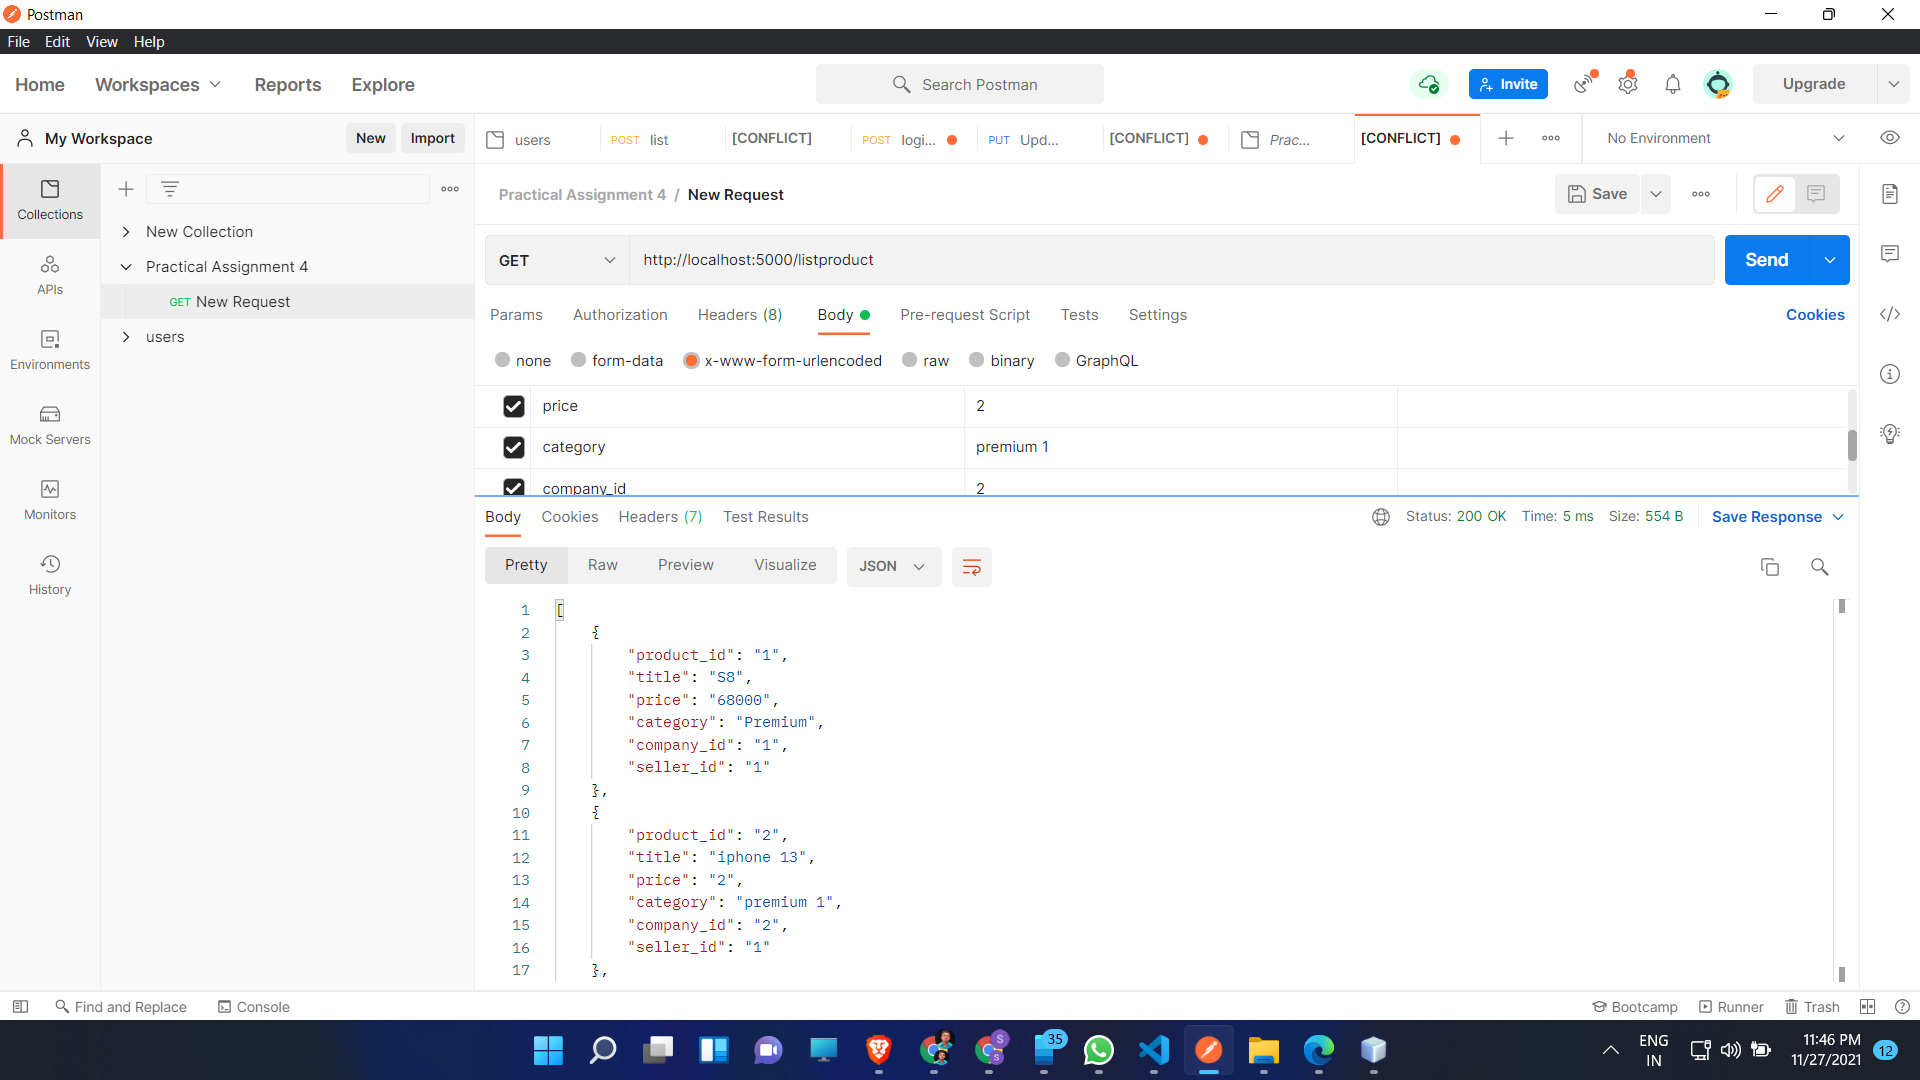 Postman
File Edit View Help
Home Workspaces Reports Explore Search Postman Invite Upgrade
My Workspace New Import
users POST list [CONFLICT] POST logi... PUT Upd... [CONFLICT] Prac... [CONFLICT] No Environment
Collections
APIs
Environments
Mock Servers
Monitors
History
New Collection
Practical Assignment 4
GET New Request
users
Practical Assignment 4 / New Request Save
GET http://localhost:5000/listproduct Send
Params Authorization Headers (8) Body Pre-request Script Tests Settings Cookies
none form-data x-www-form-urlencoded raw binary GraphQL
price 2
category premium 1
company_id 2
Body Cookies Headers (7) Test Results Status: 200 OK Time: 5 ms Size: 554 B Save Response
Pretty Raw Preview Visualize JSON
1 [
2 {
3 "product_id": "1",
4 "title": "S8",
5 "price": "68000",
6 "category": "Premium",
7 "company_id": "1",
8 "seller_id": "1"
9 },
10 {
11 "product_id": "2",
12 "title": "iphone 13",
13 "price": "2",
14 "category": "premium 1",
15 "company_id": "2",
16 "seller_id": "1"
17 },
Find and Replace Console Bootcamp Runner Trash
S
S
35
ENG
IN
11:46 PM
11/27/2021
12